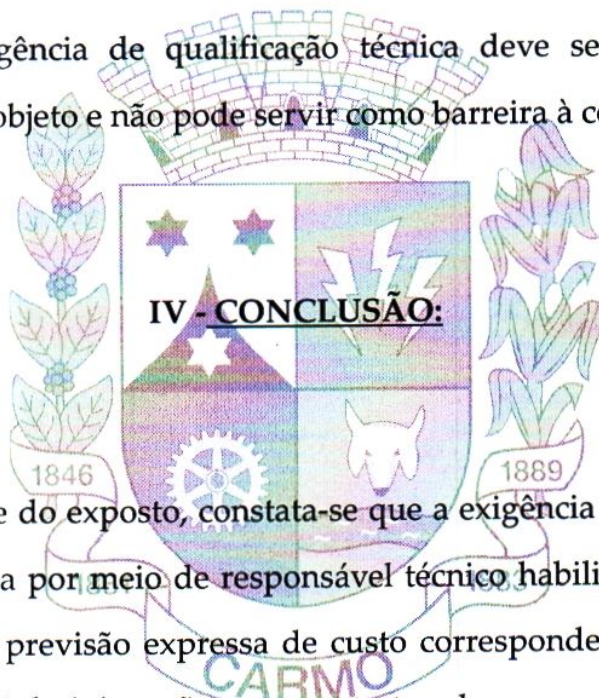 gência de qualificação técnica deve se
objeto e não pode servir como barreira à c
IV - CONCLUSÃO:
1846
1889
e do exposto, constata-se que a exigência
a por meio de responsável técnico habili
previsão expressa de custo corresponde
CARMO